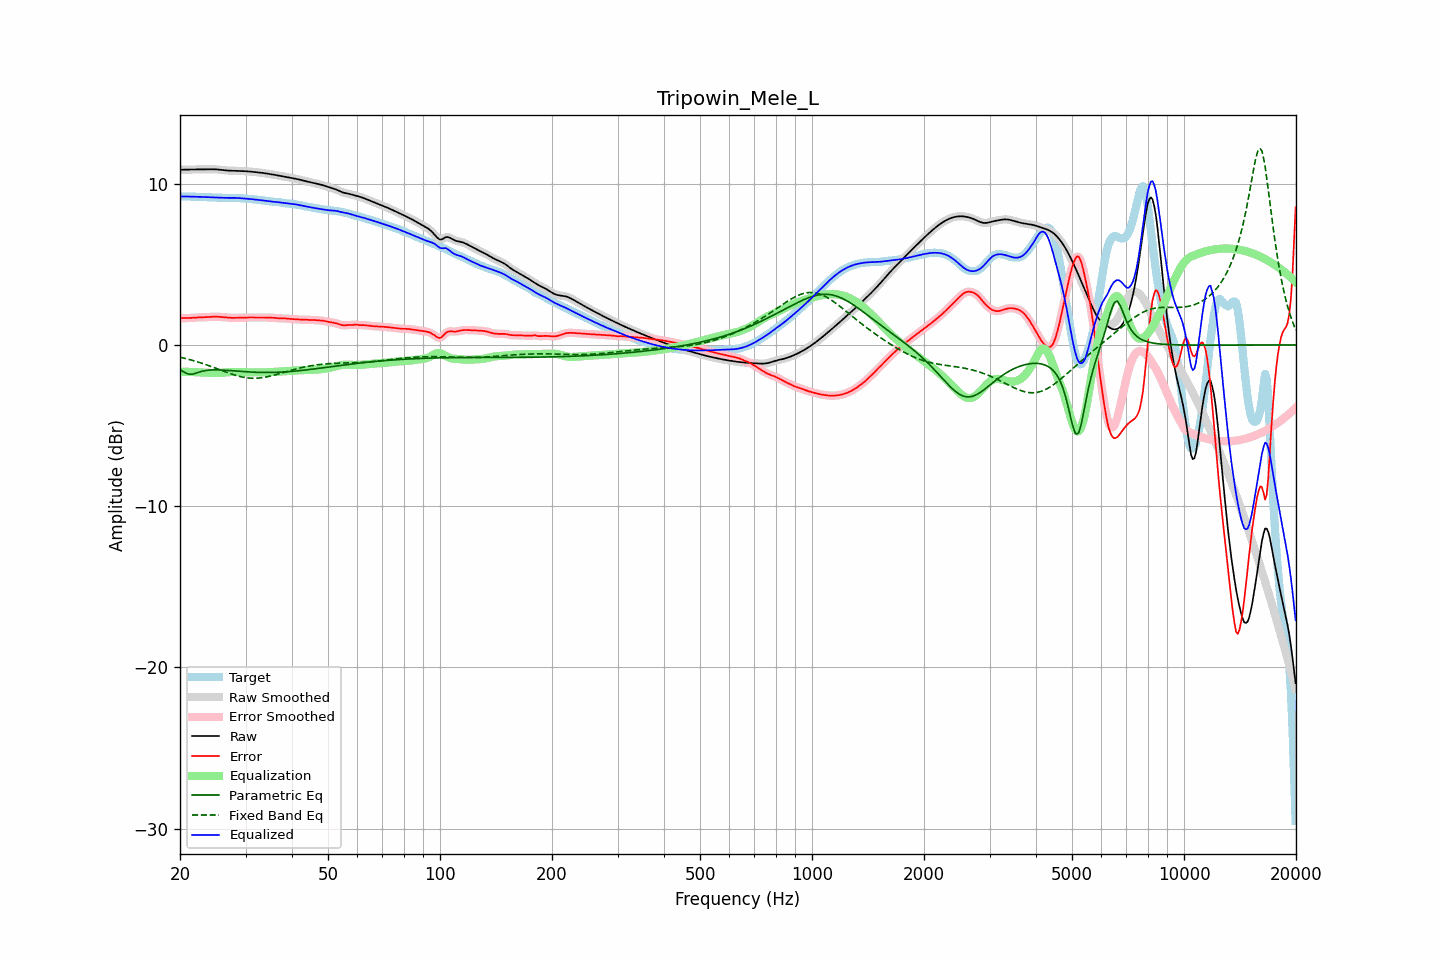 Tripowin_Mele_L
Amplitude (dBr)
10
0
−10
−20
−30
Target
Raw Smoothed
Error Smoothed
Raw
Error
Equalization
Parametric Eq
Fixed Band Eq
Equalized
20 50 100 200 500 1000 2000 5000 10000 20000
Frequency (Hz)